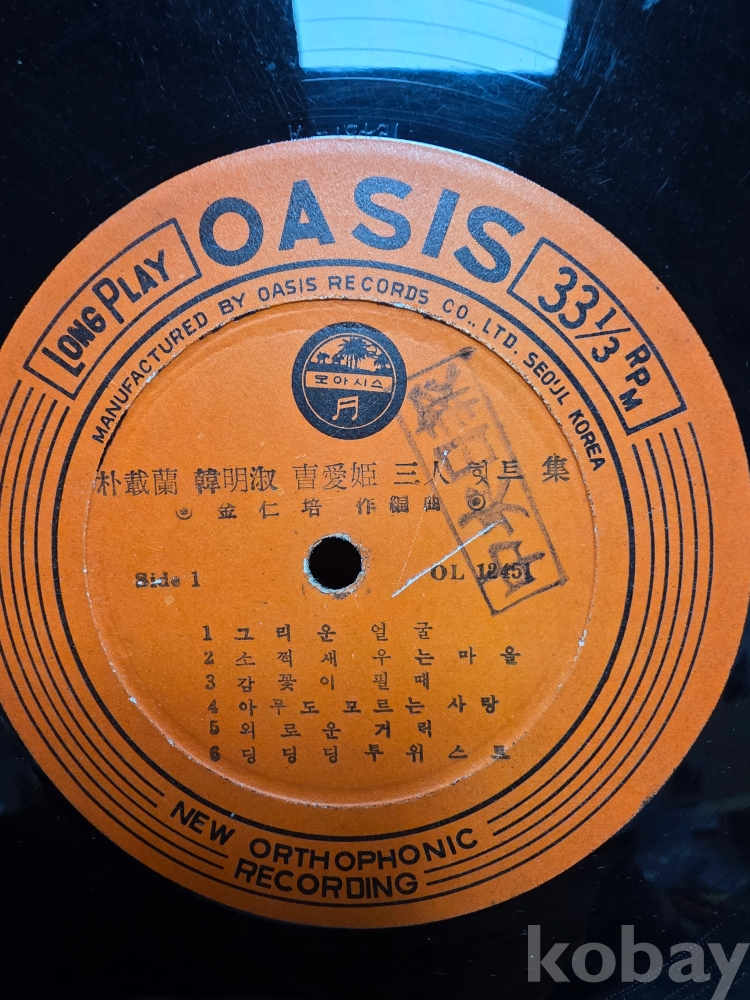 OASIS
LONG PLAY
33 1/3 RPM
MANUFACTURED BY OASIS RECORDS CO., LTD. SEOUL KOREA
오아시스
朴載蘭 韓明淑 曺愛姬 三人 힛트 集
金仁培 作編曲
Side 1
OL 12451
1 그리운 얼굴
2 소쩍새 우는 마을
3 감꽃이 필때
4 아무도 모르는 사랑
5 외로운 거리
6 딩딩딩 투위스트
NEW ORTHOPHONIC
RECORDING
kobay